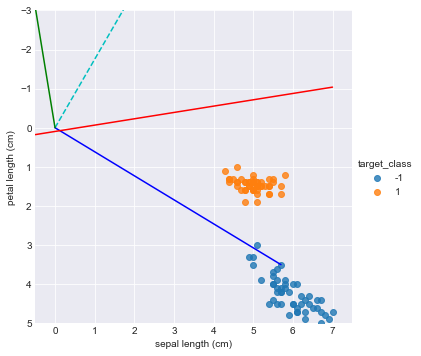 −3
−2
−1
0
1
2
3
4
5
0 1 2 3 4 5 6 7
petal length (cm)
sepal length (cm)
target_class
-1
1